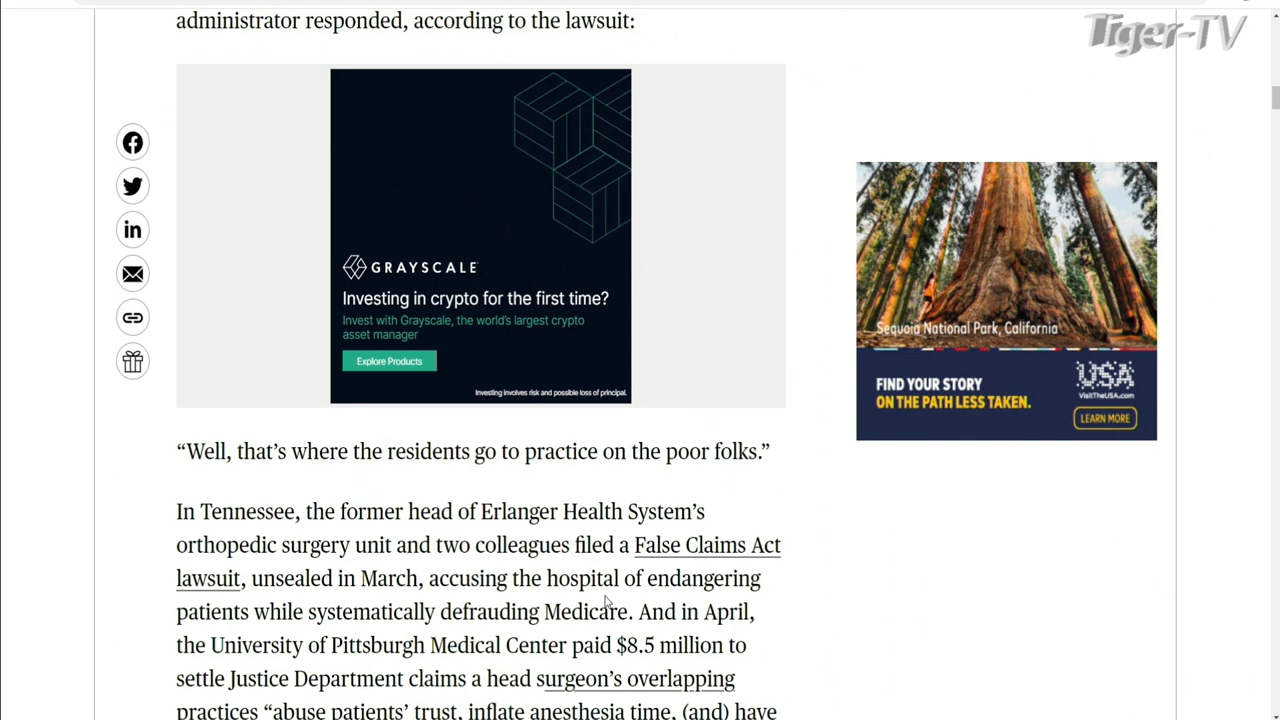 administrator responded, according to the lawsuit:
Tiger-TV
GRAYSCALE
Investing in crypto for the first time?
Invest with Grayscale, the world's largest crypto
asset manager
Explore Products
Investing involves risk and possible loss of principal.
Sequoia National Park, California
FIND YOUR STORY
ON THE PATH LESS TAKEN.
USA
VisitTheUSA.com
LEARN MORE
in
“Well, that’s where the residents go to practice on the poor folks.”
In Tennessee, the former head of Erlanger Health System’s
orthopedic surgery unit and two colleagues filed a False Claims Act
lawsuit, unsealed in March, accusing the hospital of endangering
patients while systematically defrauding Medicare. And in April,
the University of Pittsburgh Medical Center paid $8.5 million to
settle Justice Department claims a head surgeon’s overlapping
practices “abuse patients’ trust, inflate anesthesia time, (and) have